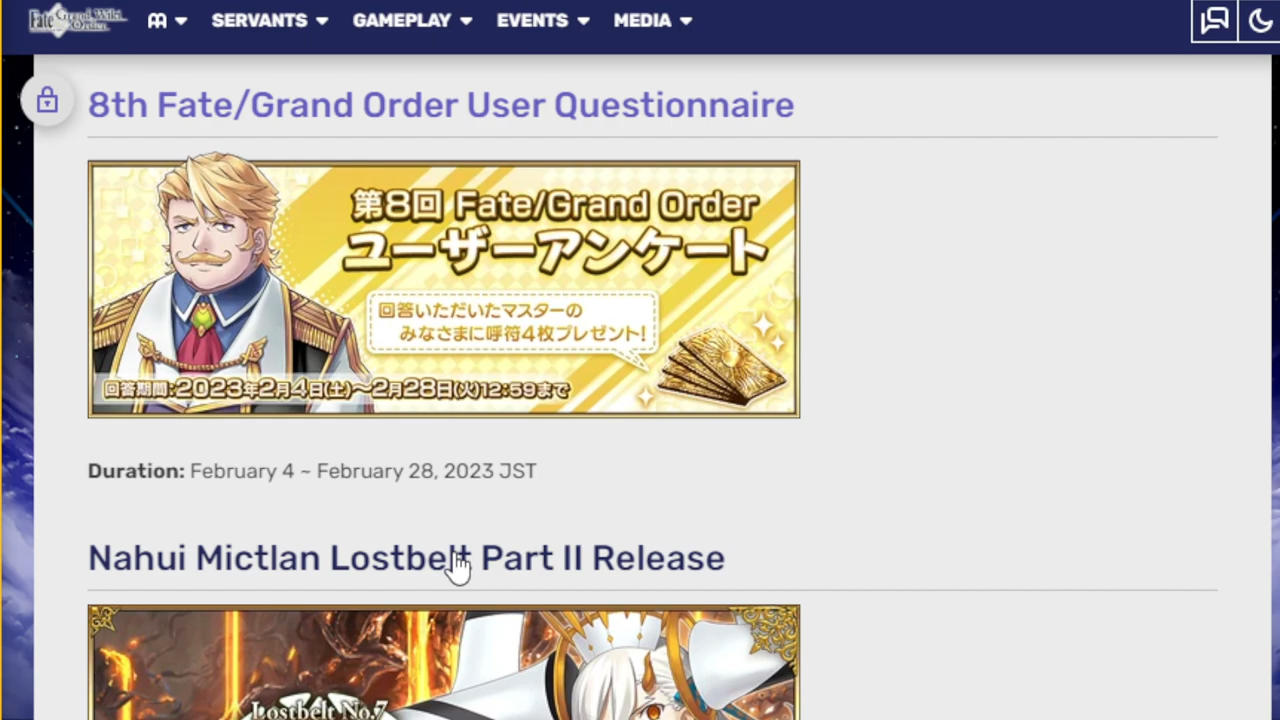 Fate Grand Wiki Order.
SERVANTS
GAMEPLAY
EVENTS
MEDIA
8th Fate/Grand Order User Questionnaire
第8回 Fate/Grand Order
ユーザーアンケート
回答いただいたマスターの
みなさまに呼符4枚プレゼント!
回答期間:2023年2月4日(土)～2月28日(火)12:59まで
Duration: February 4 ~ February 28, 2023 JST
Nahui Mictlan Lostbelt Part II Release
Lostbelt No.7